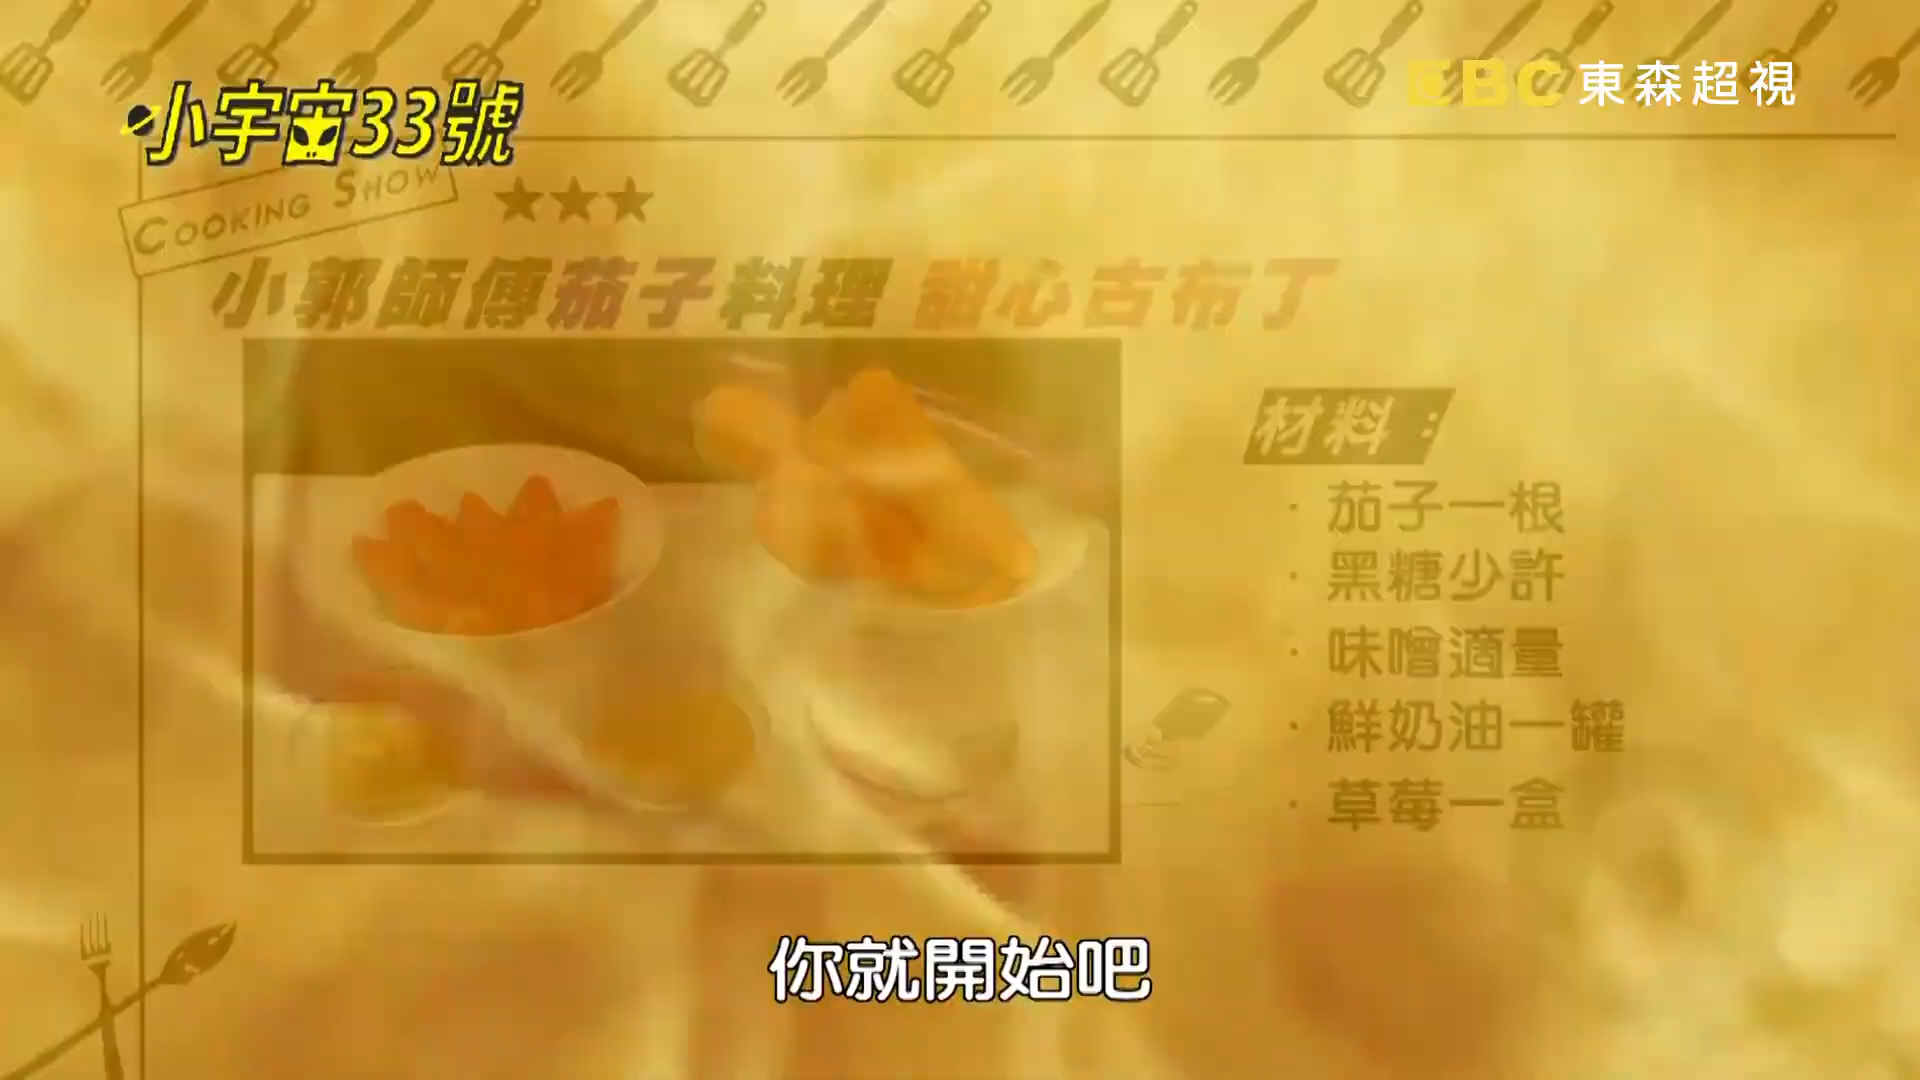 小宇宙33號
EBC 東森超視
COOKING SHOW
小郭師傅茄子料理 甜心古布丁
材料：
· 茄子一根
· 黑糖少許
· 味噌適量
· 鮮奶油一罐
· 草莓一盒
你就開始吧